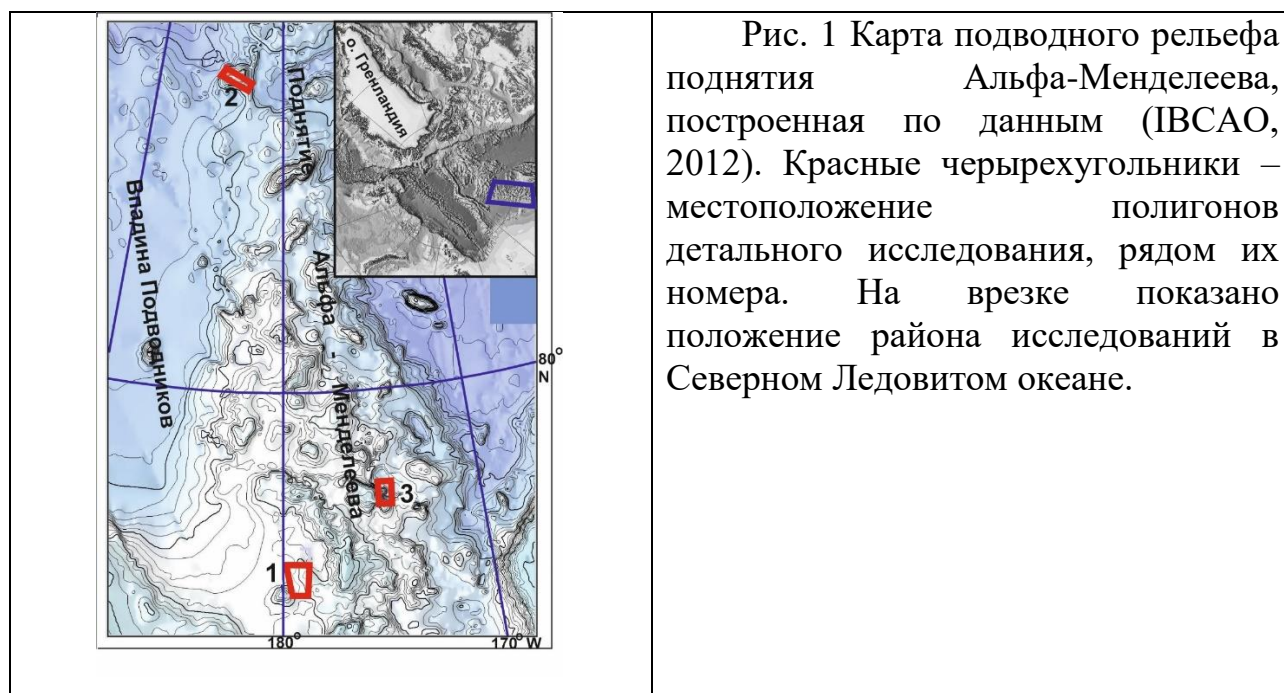 о. Гренландия
2
Поднятие
Впадина Подводников
Альфа - Менделеева
80°
N
3
1
180°
170° W
Рис. 1 Карта подводного рельефа
поднятия Альфа-Менделеева,
построенная по данным (IBCAO,
2012). Красные черырехугольники –
местоположение полигонов
детального исследования, рядом их
номера. На врезке показано
положение района исследований в
Северном Ледовитом океане.